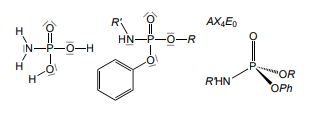 O
H
N P O H
H
H O
R' O
HN P O R
O
AX4E0
O
R'HN P
OR
OPh